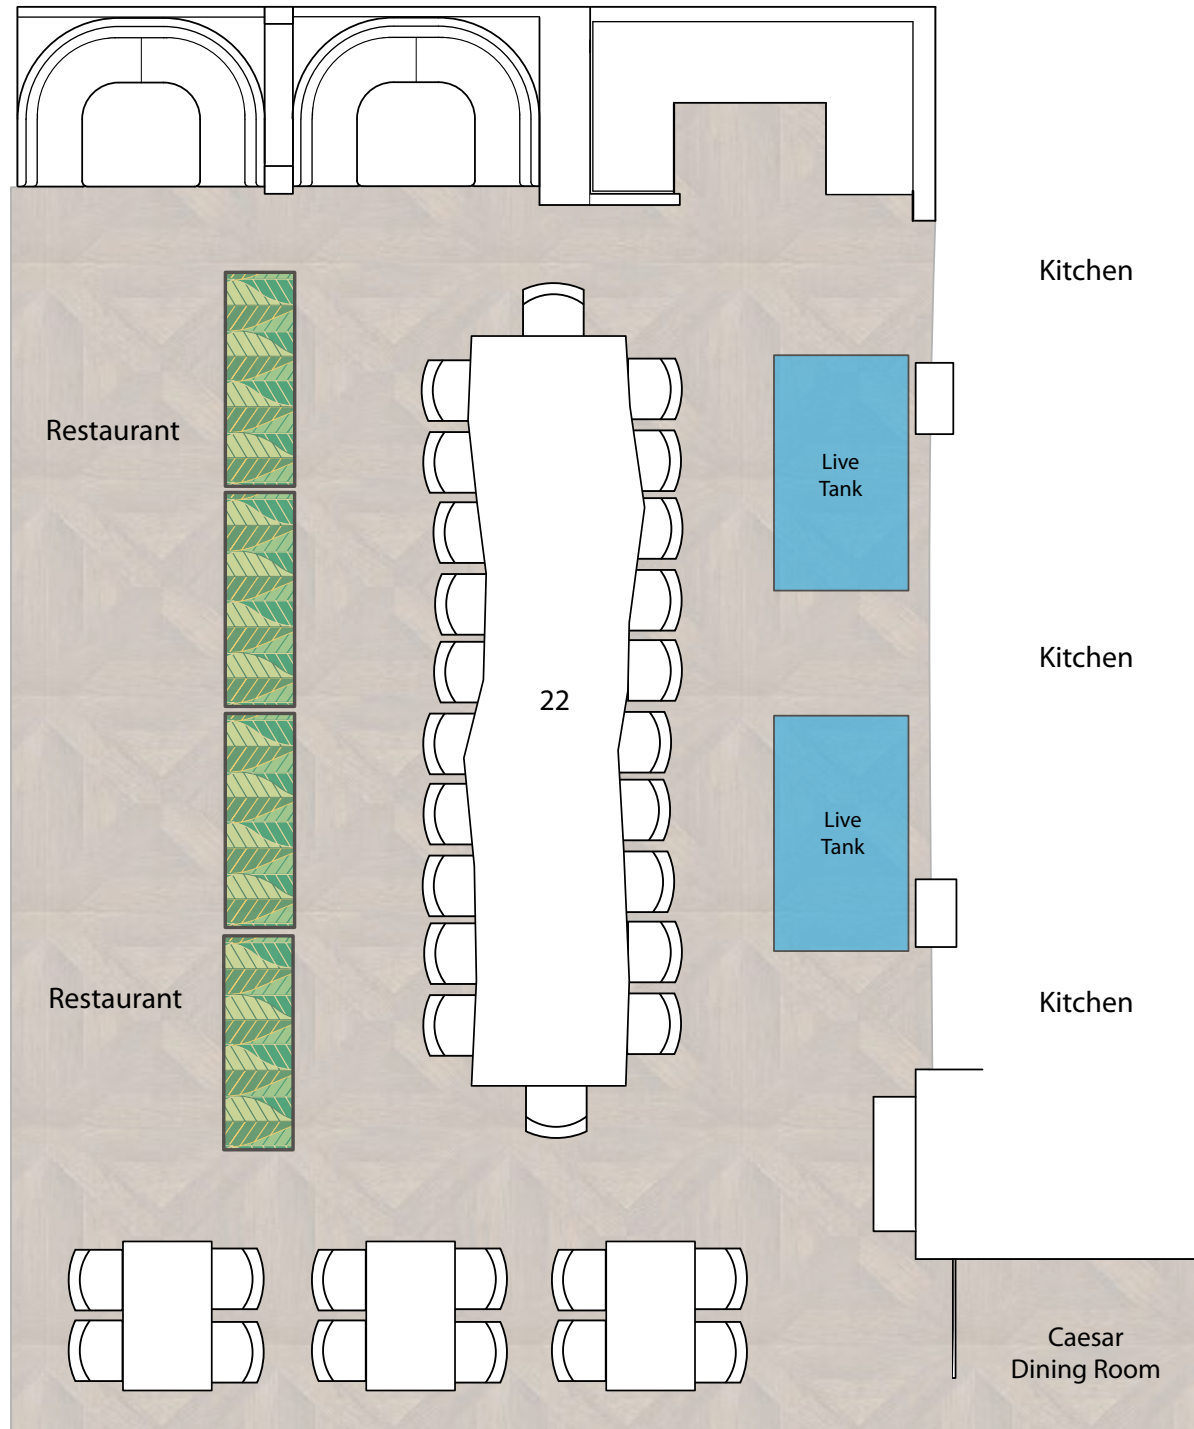 Kitchen
Restaurant
Live
Tank
Kitchen
22
Live
Tank
Restaurant
Kitchen
Caesar
Dining Room